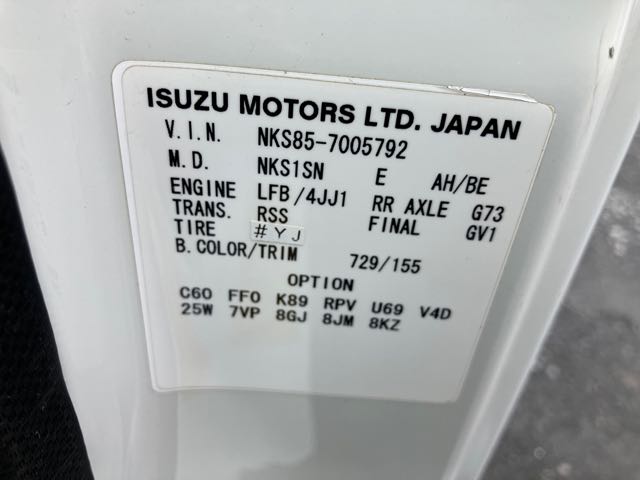 ISUZU MOTORS LTD. JAPAN
V.I.N. NKS85-7005792
M.D. NKS1SN E AH/BE
ENGINE LFB/4JJ1 RR AXLE G73
TRANS. RSS FINAL GV1
TIRE #YJ
B.COLOR/TRIM 729/155
OPTION
C60 FF0 K89 RPV U69 V4D
25W 7VP 8GJ 8JM 8KZ